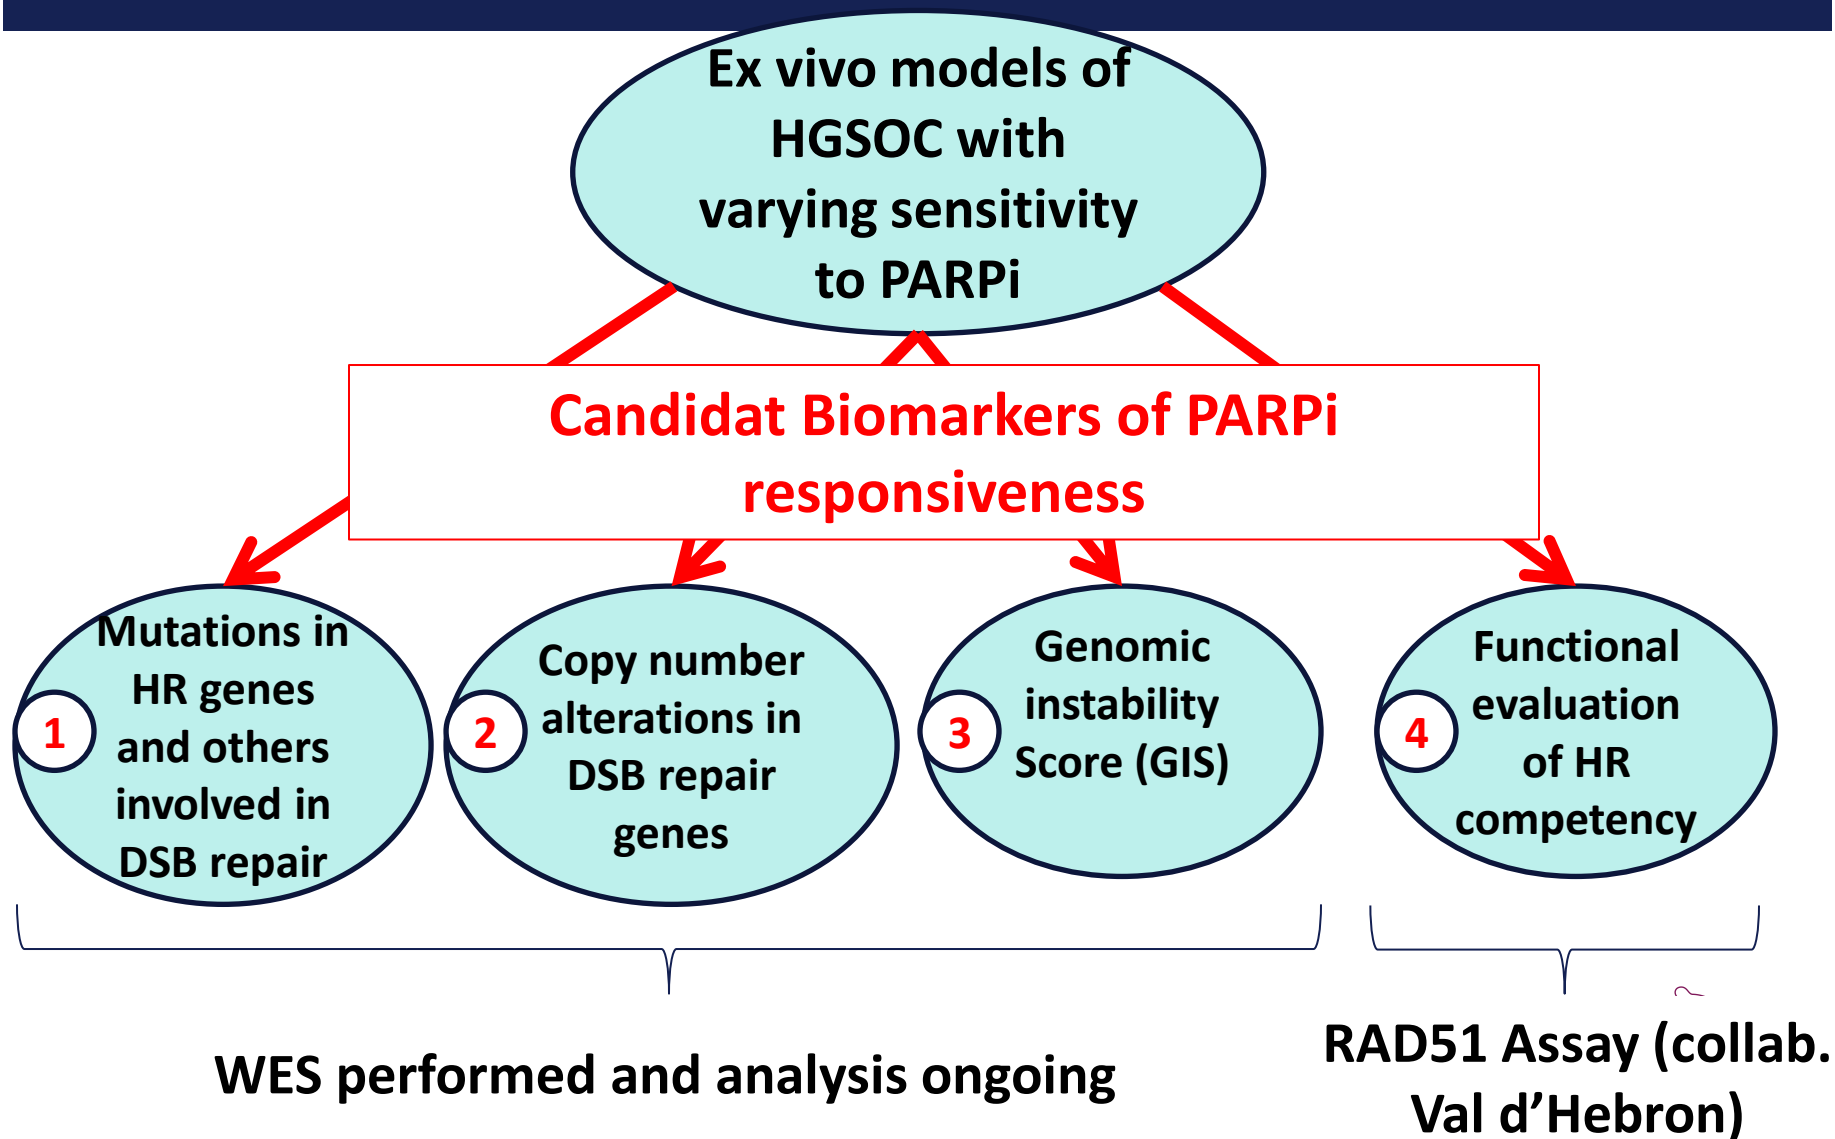 Ex vivo models of
HGSOC with
varying sensitivity
to PARPi
Candidat Biomarkers of PARPi
responsiveness
1
Mutations in
HR genes
and others
involved in
DSB repair
2
Copy number
alterations in
DSB repair
genes
3
Genomic
instability
Score (GIS)
4
Functional
evaluation
of HR
competency
WES performed and analysis ongoing
RAD51 Assay (collab.
Val d’Hebron)